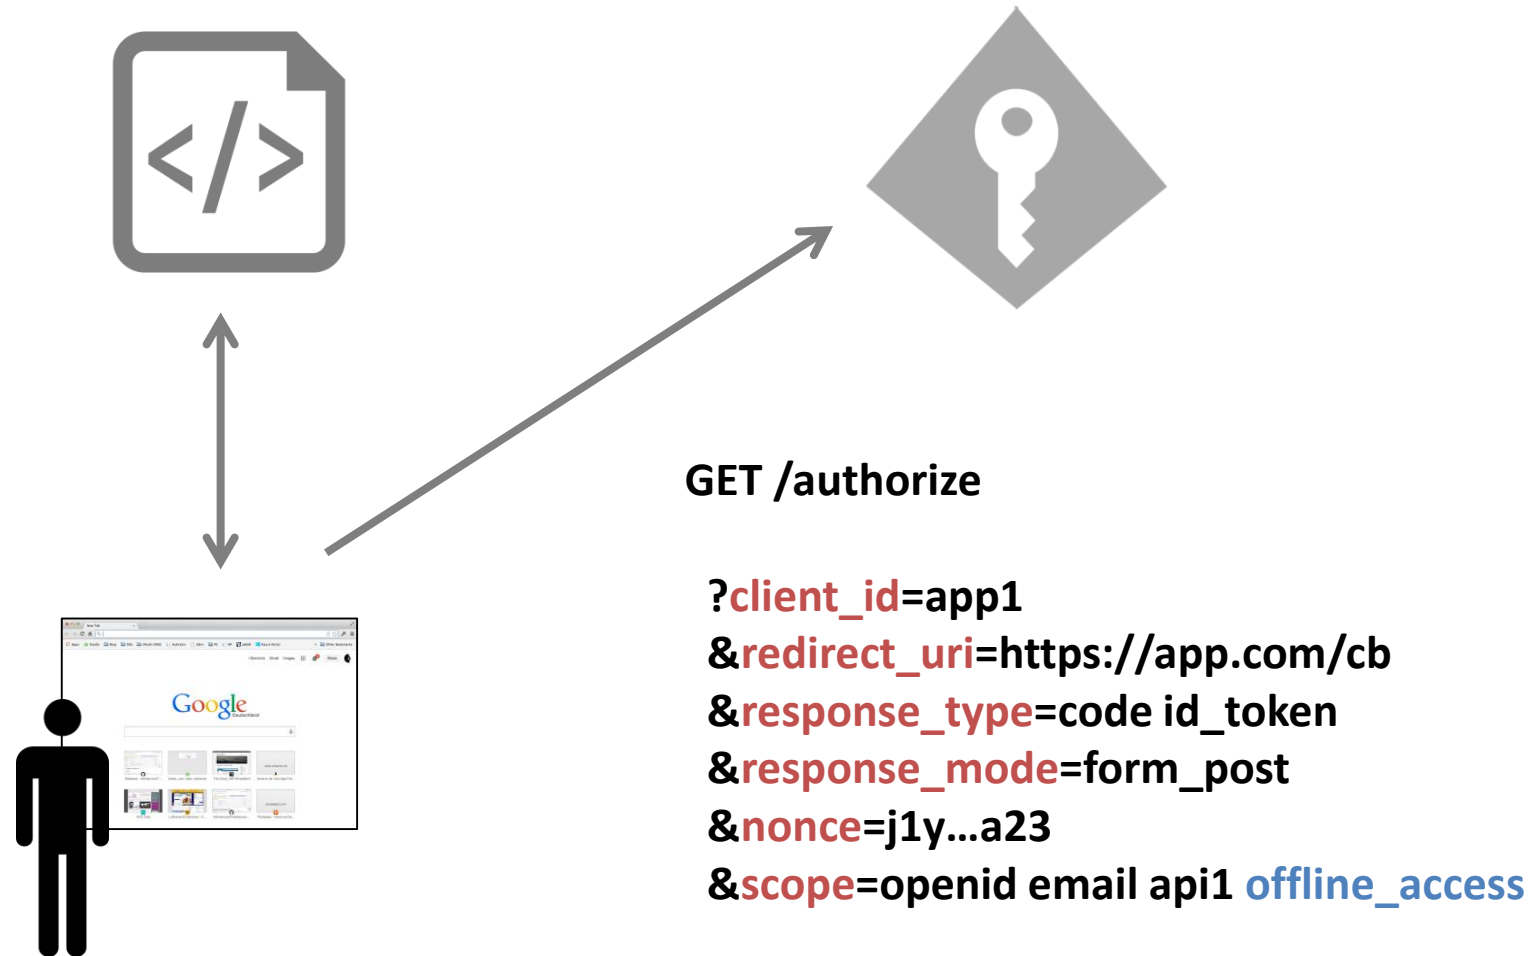 </>
GET /authorize
?client_id=app1
&redirect_uri=https://app.com/cb
&response_type=code id_token
&response_mode=form_post
&nonce=j1y…a23
&scope=openid email api1 offline_access
Google
Deutschland